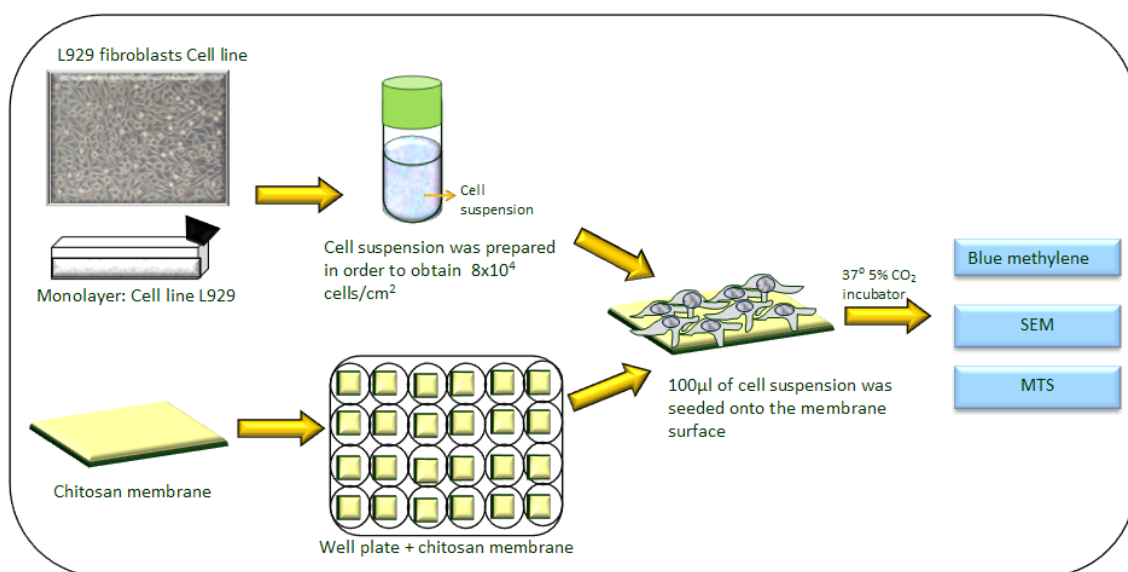 L929 fibroblasts Cell line
Cell
suspension
Cell suspension was prepared
in order to obtain 8x10⁴
cells/cm²
Monolayer: Cell line L929
37⁰ 5% CO₂
incubator
Blue methylene
SEM
MTS
100µl of cell suspension was
seeded onto the membrane
surface
Chitosan membrane
Well plate + chitosan membrane